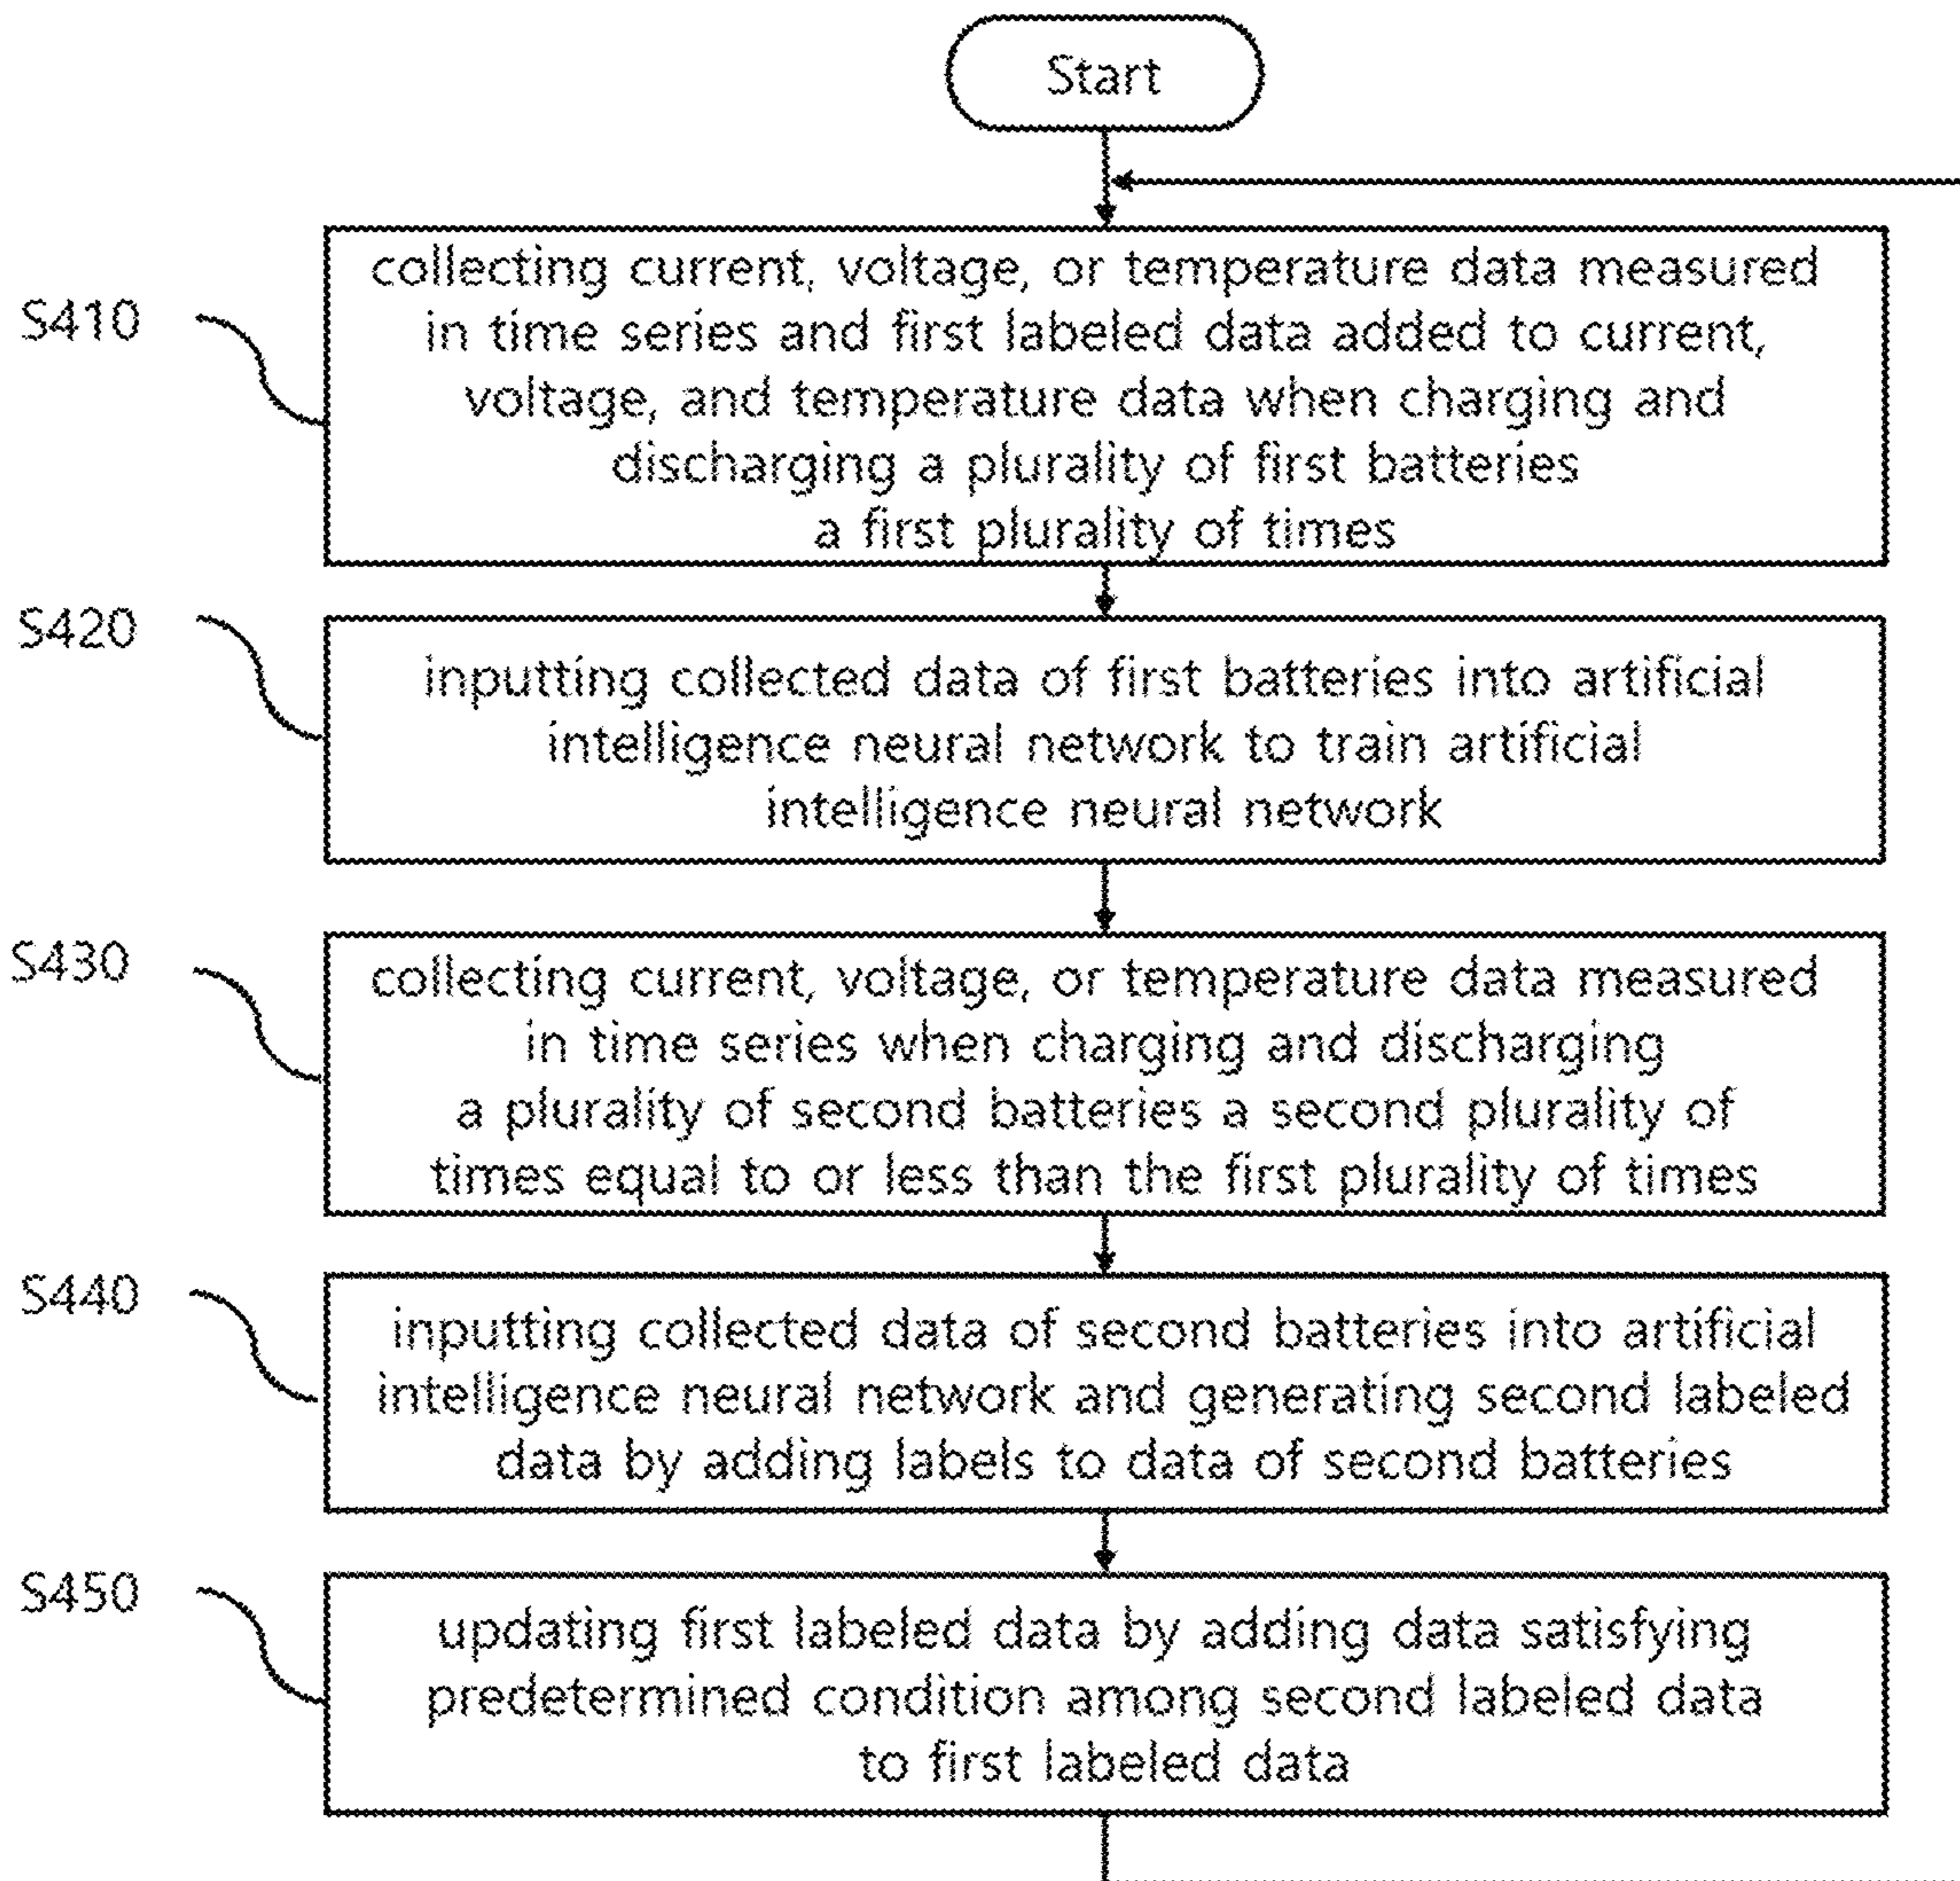 Start
S410
collecting current, voltage, or temperature data measured
in time series and first labeled data added to current,
voltage, and temperature data when charging and
discharging a plurality of first batteries
a first plurality of times
S420
inputting collected data of first batteries into artificial
intelligence neural network to train artificial
intelligence neural network
S430
collecting current, voltage, or temperature data measured
in time series when charging and discharging
a plurality of second batteries a second plurality of
times equal to or less than the first plurality of times
S440
inputting collected data of second batteries into artificial
intelligence neural network and generating second labeled
data by adding labels to data of second batteries
S450
updating first labeled data by adding data satisfying
predetermined condition among second labeled data
to first labeled data